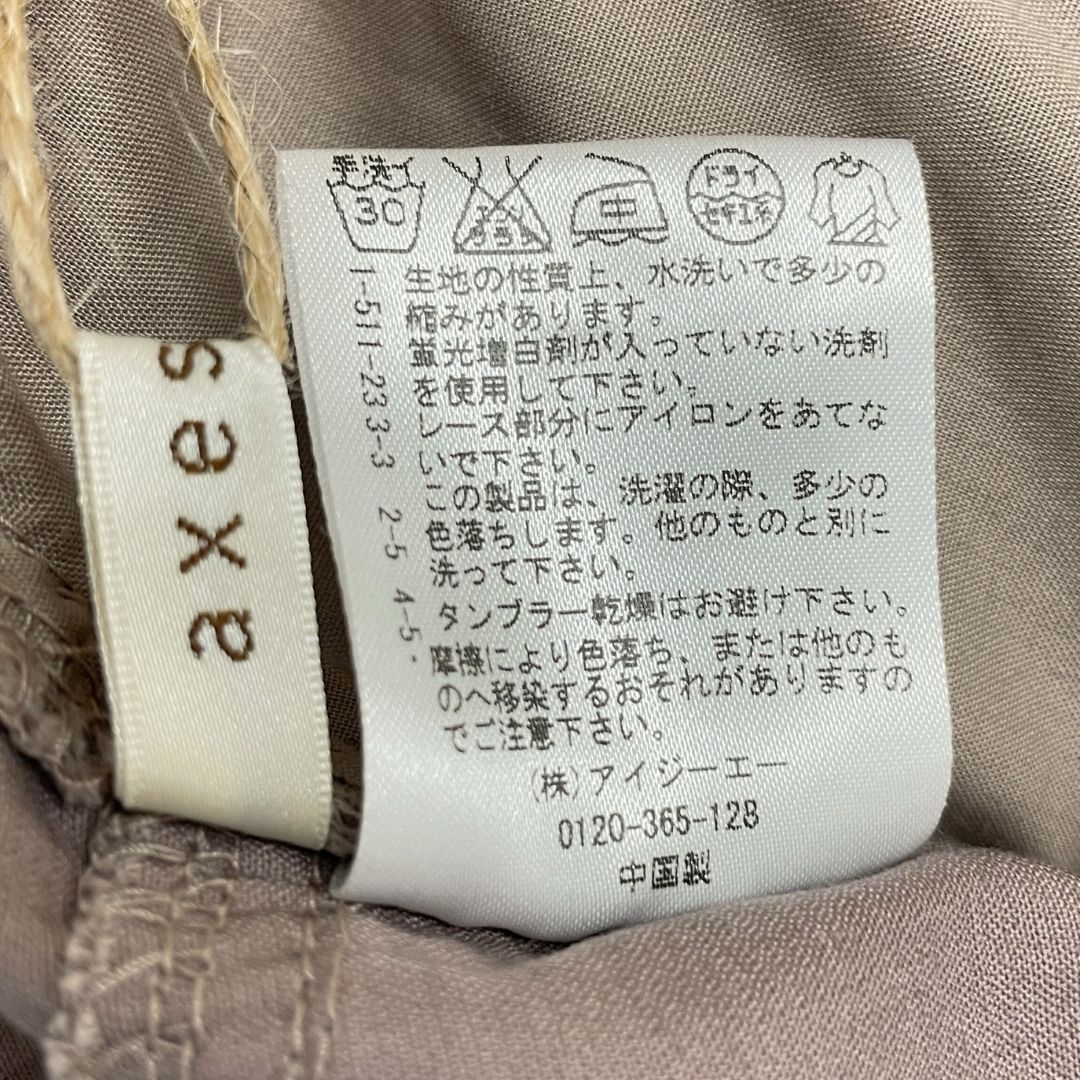 axes
手洗イ
30
エンソ
サラシ
中
ドライ
セキユ系
生地の性質上、水洗いで多少の
縮みがあります。
蛍光増白剤が入っていない洗剤
を使用して下さい。
レース部分にアイロンをあてな
いで下さい。
この製品は、洗濯の際、多少の
色落ちします。他のものと別に
洗って下さい。
タンブラー乾燥はお避け下さい。
摩擦により色落ち、または他のも
のへ移染するおそれがありますの
でご注意下さい。
(株)アイジーエー
0120-365-128
中国製
1-511-233-3 2-5 4-5.